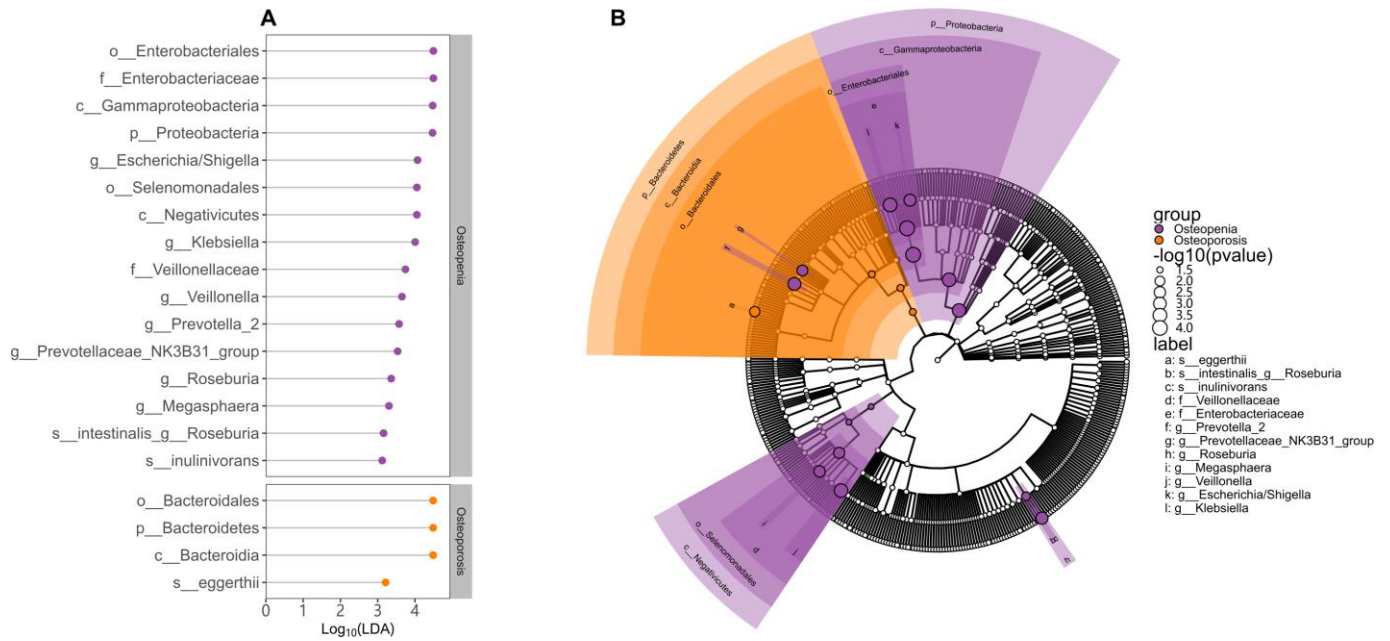 A
o__Enterobacteriales
f__Enterobacteriaceae
c__Gammaproteobacteria
p__Proteobacteria
g__Escherichia/Shigella
o__Selenomonadales
c__Negativicutes
g__Klebsiella
f__Veillonellaceae
g__Veillonella
g__Prevotella_2
g__Prevotellaceae_NK3B31_group
g__Roseburia
g__Megasphaera
s__intestinalis_g__Roseburia
s__inulinivorans
Osteopenia
o__Bacteroidales
p__Bacteroidetes
c__Bacteroidia
s__eggerthii
Osteoporosis
0 1 2 3 4
Log10(LDA)
B
p__Proteobacteria
c__Gammaproteobacteria
o__Enterobacteriales
e
l
k
p__Bacteroidetes
c__Bacteroidia
o__Bacteroidales
g
f
a
o__Selenomonadales
c__Negativicutes
i
d
j
h
group
Osteopenia
Osteoporosis
-log10(pvalue)
1.5
2.0
2.5
3.0
3.5
4.0
label
a: s__eggerthii
b: s__intestinalis_g__Roseburia
c: s__inulinivorans
d: f__Veillonellaceae
e: f__Enterobacteriaceae
f: g__Prevotella_2
g: g__Prevotellaceae_NK3B31_group
h: g__Roseburia
i: g__Megasphaera
j: g__Veillonella
k: g__Escherichia/Shigella
l: g__Klebsiella